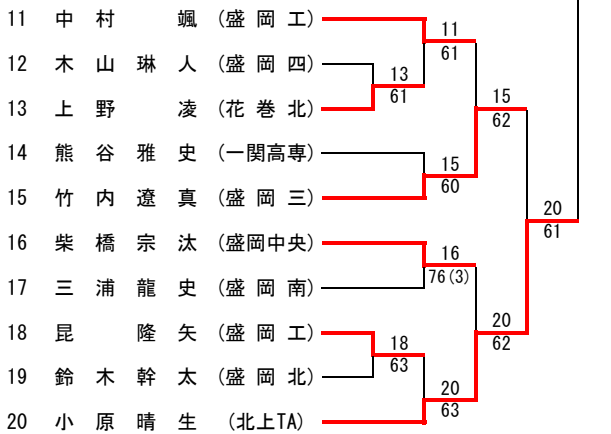 11 中村 颯 (盛岡工)
11
61
12 木山琳人 (盛岡四)
13
61
13 上野 凌 (花巻北)
15
62
14 熊谷雅史 (一関高専)
15
60
15 竹内遼真 (盛岡三)
20
61
16 柴橋宗汰 (盛岡中央)
16
76(3)
17 三浦龍史 (盛岡南)
20
62
18 昆 隆矢 (盛岡工)
18
63
19 鈴木幹太 (盛岡北)
20
63
20 小原晴生 (北上TA)